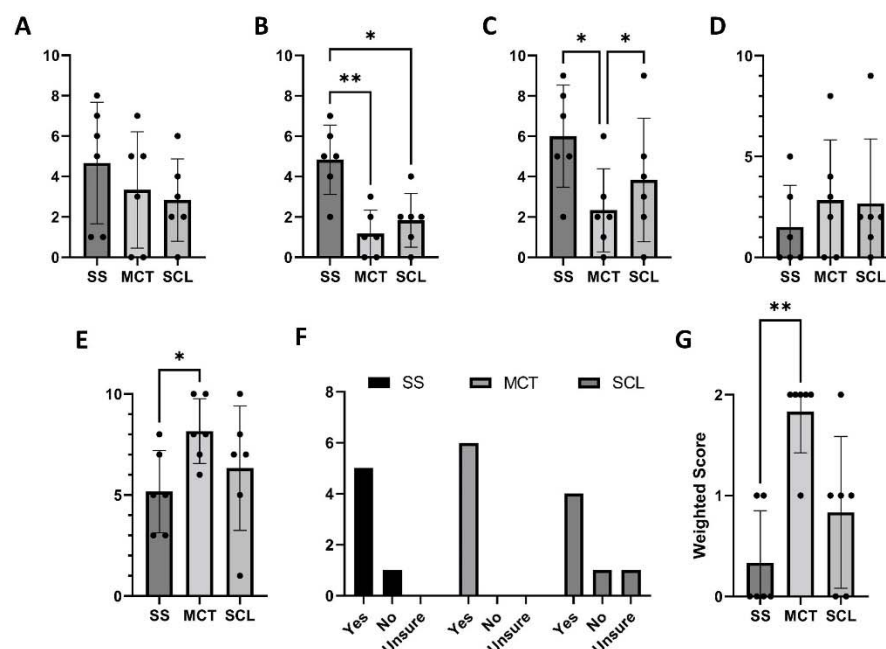 A
10
8
6
4
2
0
SS MCT SCL
B
*
**
10
8
6
4
2
0
SS MCT SCL
C
* *
10
8
6
4
2
0
SS MCT SCL
D
10
5
0
SS MCT SCL
E
*
10
5
0
SS MCT SCL
F
SS MCT SCL
8
6
4
2
0
Yes No Unsure Yes No Unsure Yes No Unsure
G
**
Weighted Score
2
1
0
SS MCT SCL